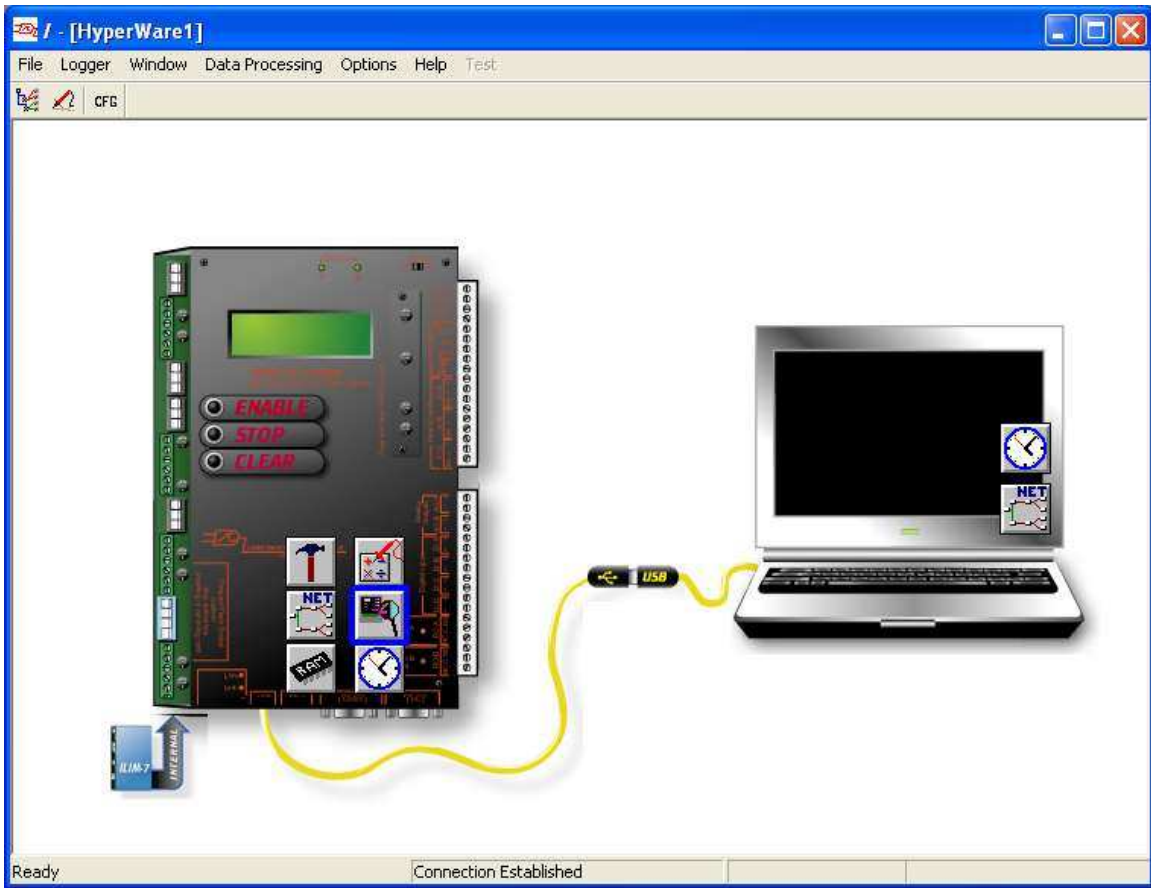 / - [HyperWare1]
File Logger Window Data Processing Options Help Test
CFG
ENABLE
STOP
CLEAR
NET
NET
RAM
USB
ILIM-7
INTERNAL
Ready
Connection Established